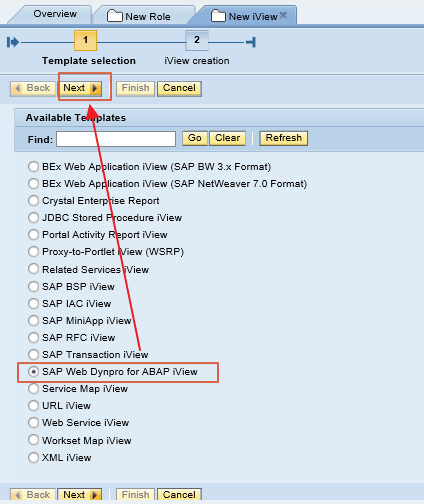 Overview New Role New iView
1 2
Template selection iView creation
Back Next Finish Cancel
Available Templates
Find: Go Clear Refresh
BEx Web Application iView (SAP BW 3.x Format)
BEx Web Application iView (SAP NetWeaver 7.0 Format)
Crystal Enterprise Report
JDBC Stored Procedure iView
Portal Activity Report iView
Proxy-to-Portlet iView (WSRP)
Related Services iView
SAP BSP iView
SAP IAC iView
SAP MiniApp iView
SAP RFC iView
SAP Transaction iView
SAP Web Dynpro for ABAP iView
Service Map iView
URL iView
Web Service iView
Workset Map iView
XML iView
Back Next Finish Cancel